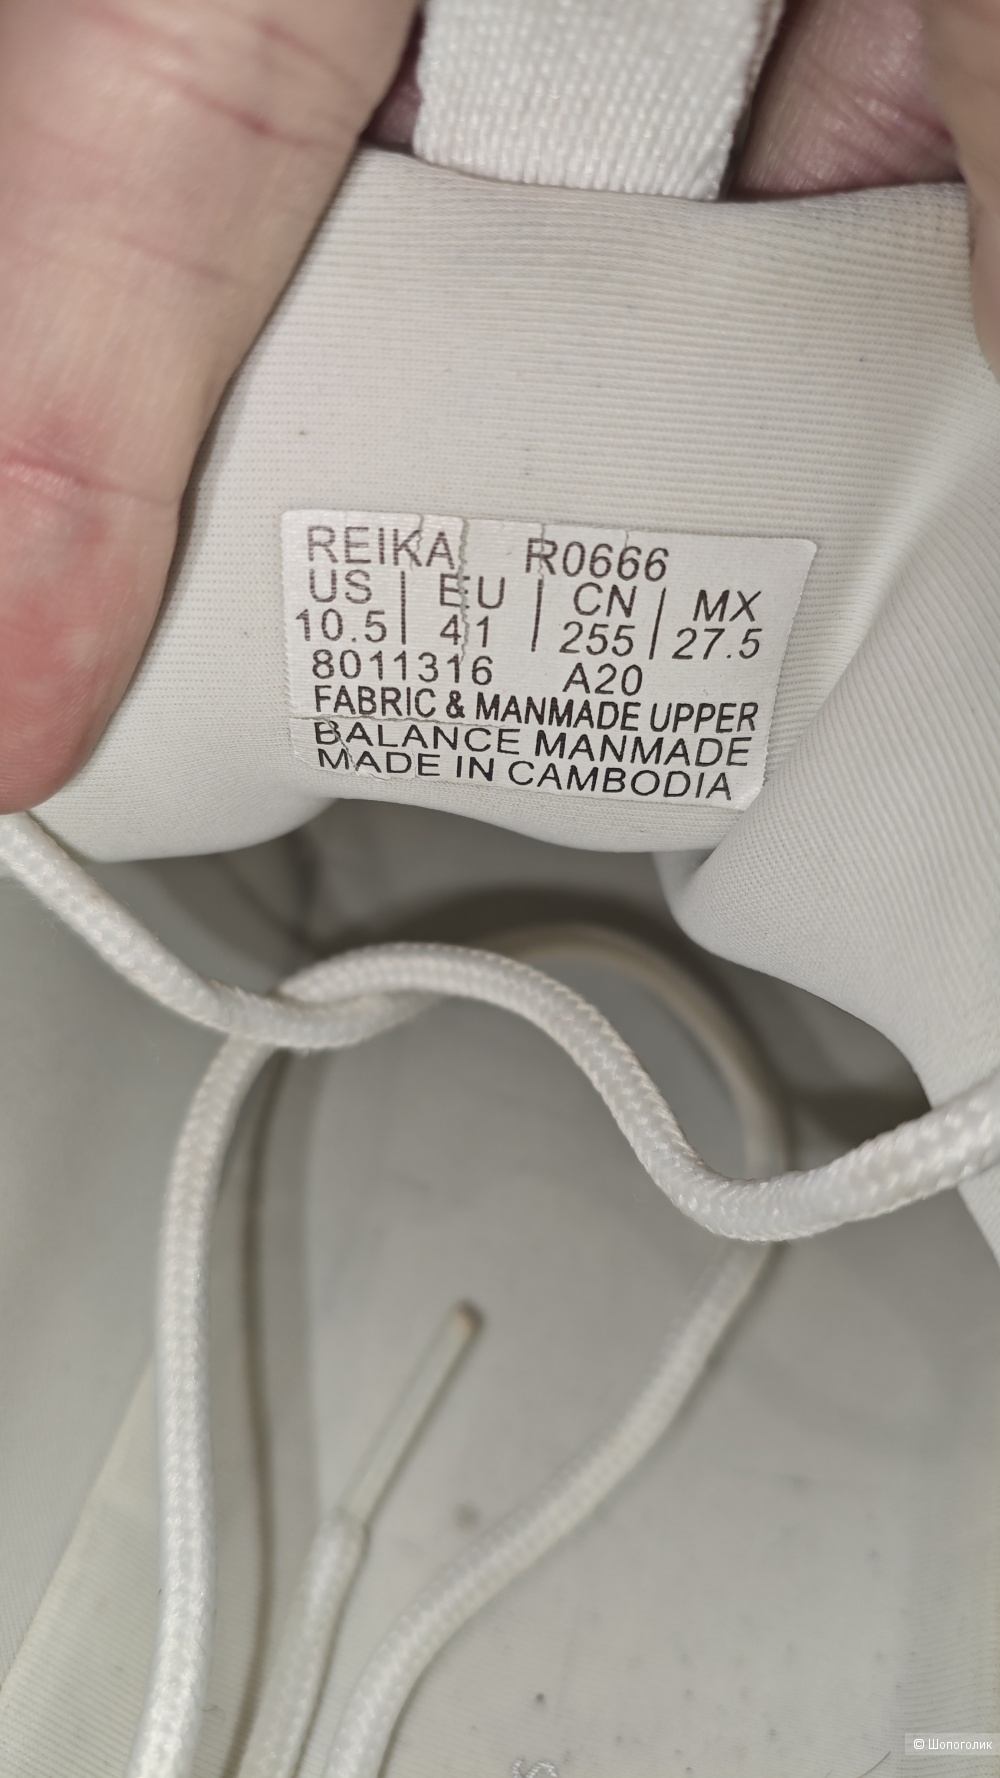 REIKA R0666
US | EU | CN | MX
10.5 | 41 | 255 | 27.5
8011316 A20
FABRIC & MANMADE UPPER
BALANCE MANMADE
MADE IN CAMBODIA
© Шопоголик